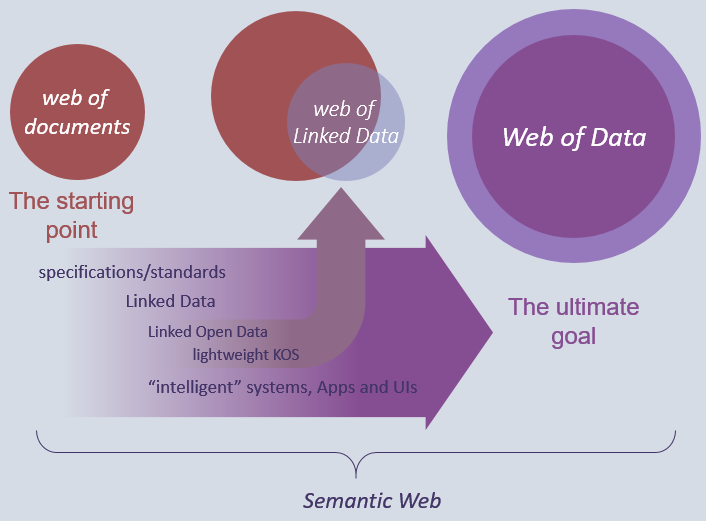 web of
documents
web of
Linked Data
Web of Data
The starting
point
specifications/standards
Linked Data
Linked Open Data
lightweight KOS
“intelligent” systems, Apps and UIs
The ultimate
goal
Semantic Web